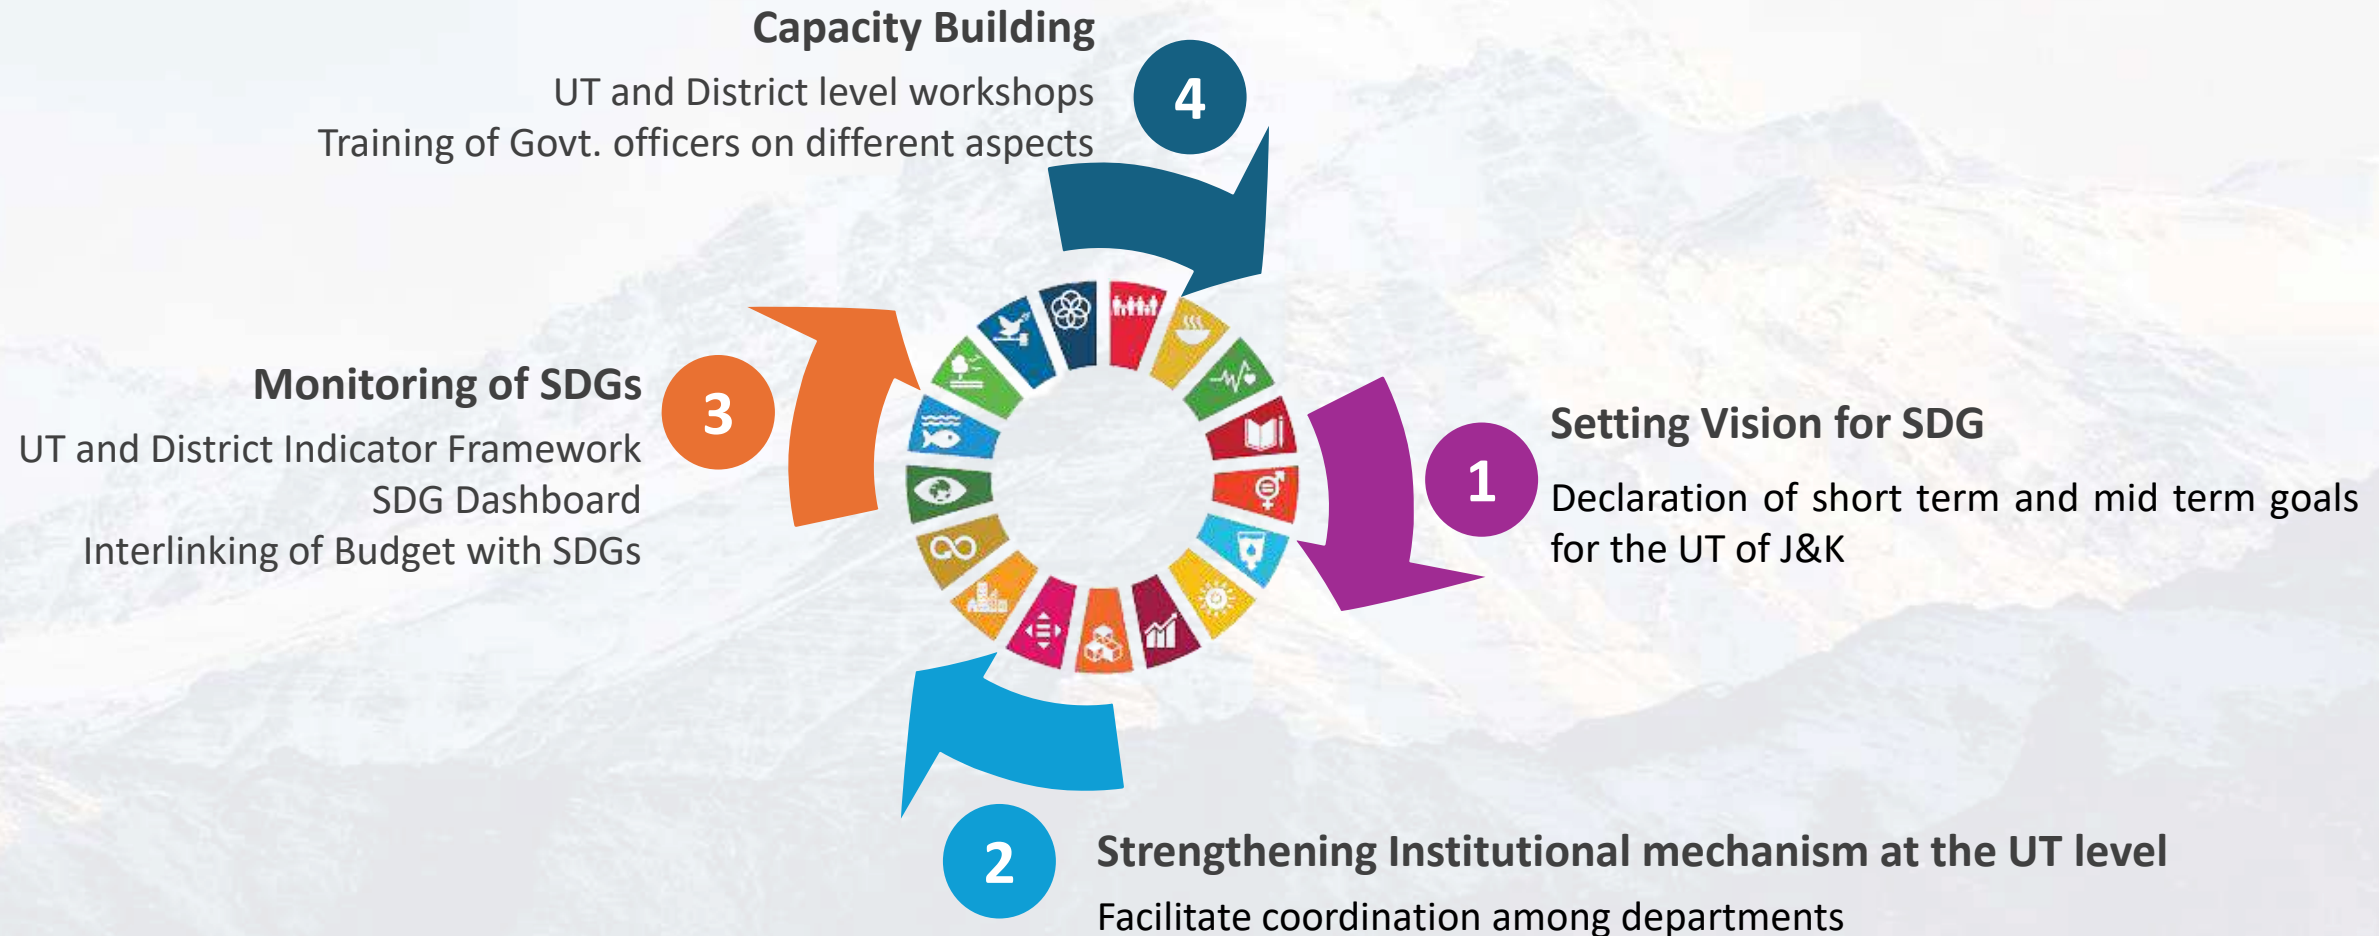 Capacity Building
UT and District level workshops
Training of Govt. officers on different aspects
4
Monitoring of SDGs
UT and District Indicator Framework
SDG Dashboard
Interlinking of Budget with SDGs
3
1
Setting Vision for SDG
Declaration of short term and mid term goals
for the UT of J&K
2
Strengthening Institutional mechanism at the UT level
Facilitate coordination among departments